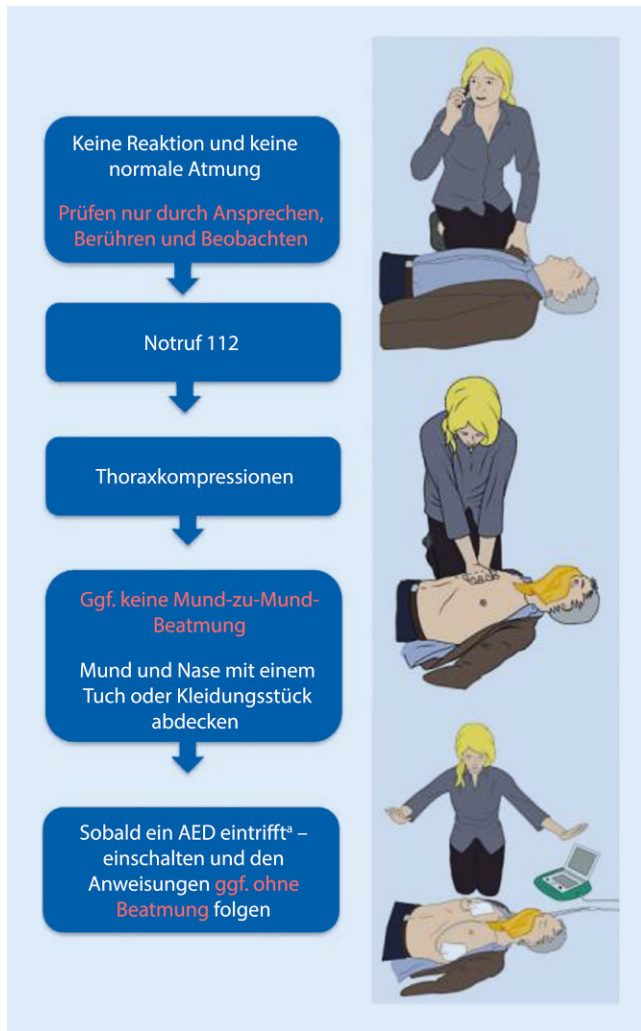 Keine Reaktion und keine
normale Atmung
Prüfen nur durch Ansprechen,
Berühren und Beobachten
Notruf 112
Thoraxkompressionen
Ggf. keine Mund-zu-Mund-
Beatmung
Mund und Nase mit einem
Tuch oder Kleidungsstück
abdecken
Sobald ein AED eintrifftᵃ –
einschalten und den
Anweisungen ggf. ohne
Beatmung folgen